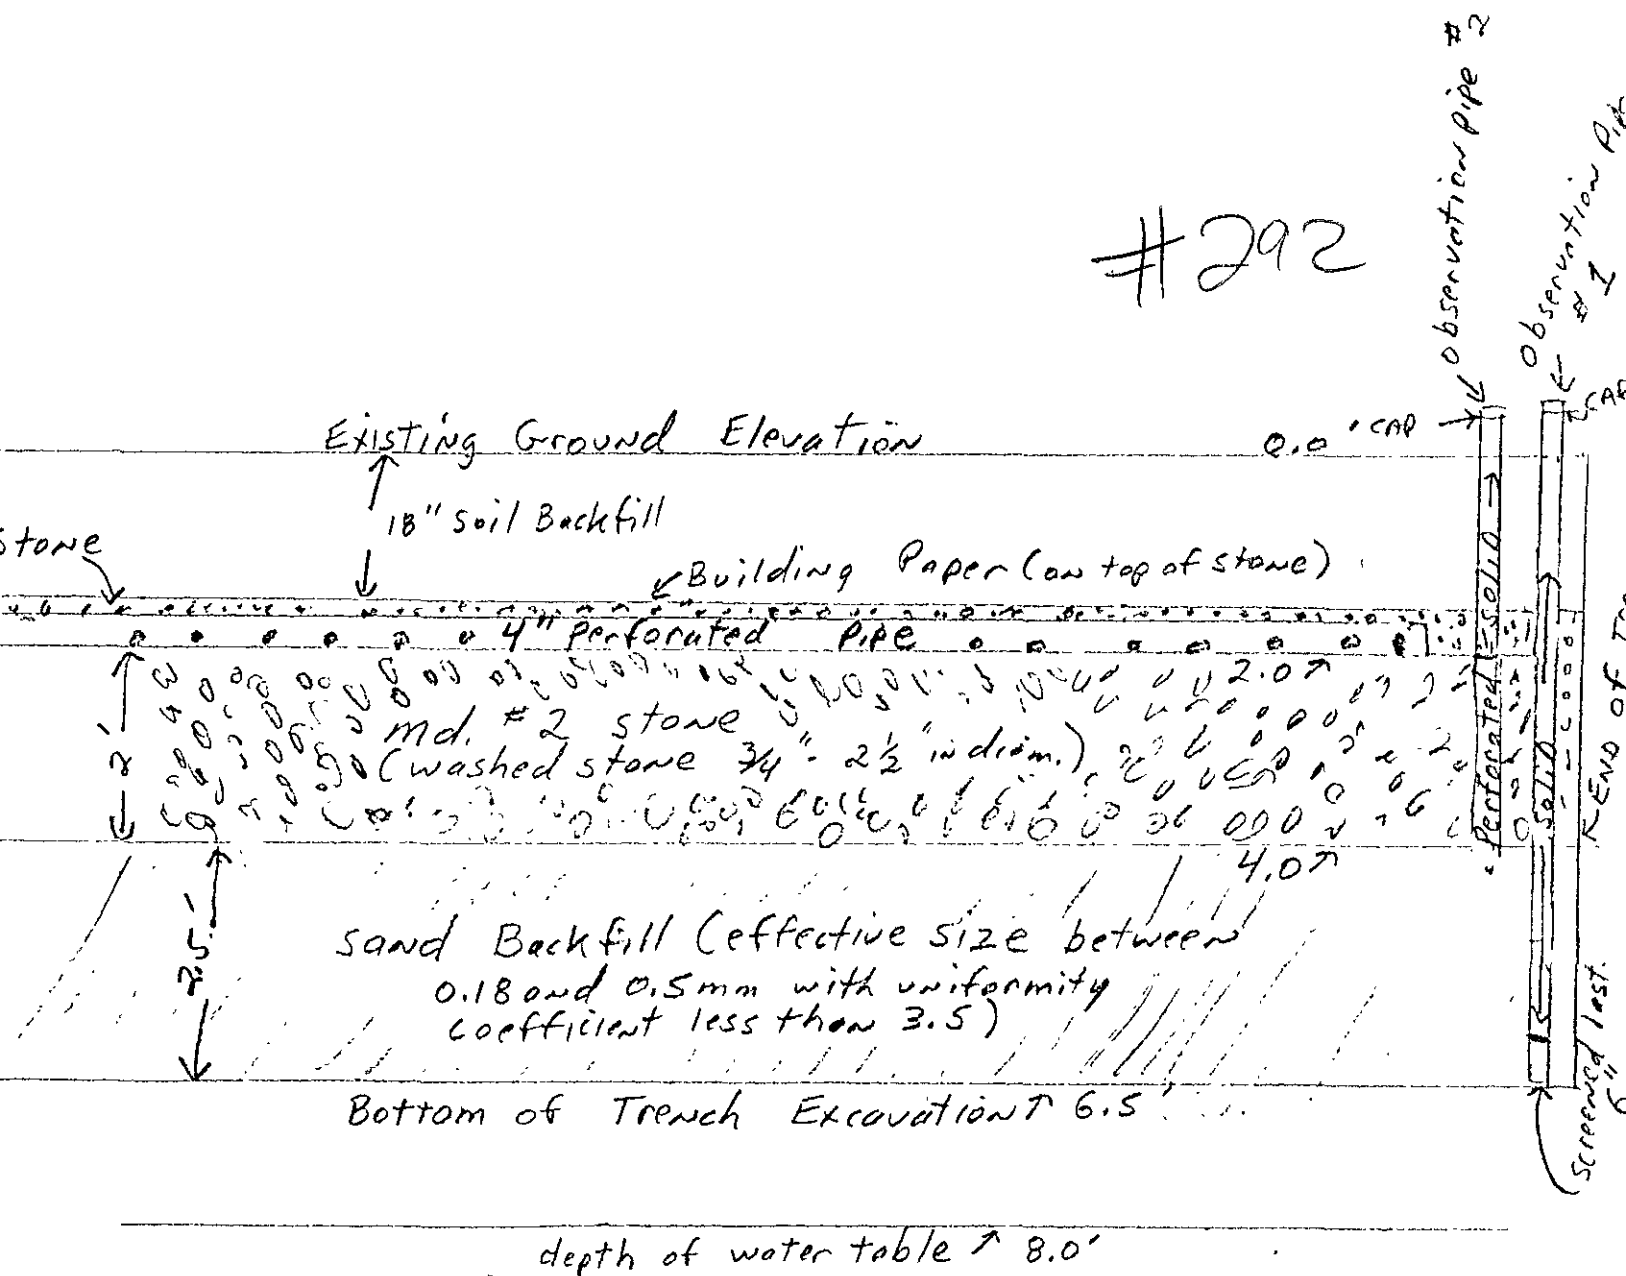 observation pipe #2
Observation Pip
# 1
#292
CAP
Existing Ground Elevation
0.0' CAP
18" Soil Backfill
Stone
Building Paper (on top of stone)
4" Perforated Pipe
2.0
2'
Md. #2 stone
(washed stone 3/4" - 2 1/2" in diam.)
Perforated
solid
solid
END OF
4.0
2.5'
Sand Backfill (effective size between
0.18 and 0.5mm with uniformity
coefficient less than 3.5)
Screened last
6"
Bottom of Trench Excavation 6.5'
depth of water table 8.0'